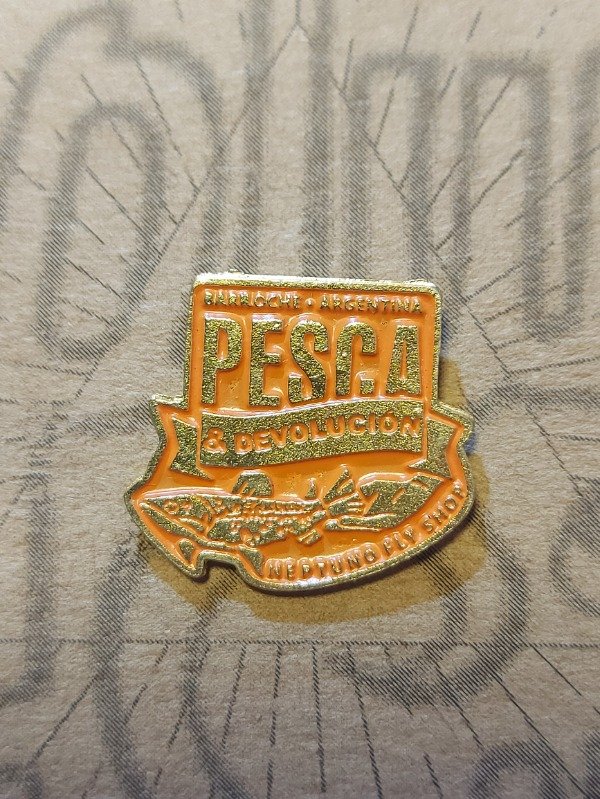 BARILOCHE • ARGENTINA
PESCA
& DEVOLUCIÓN
NEPTUNO FLY SHOP